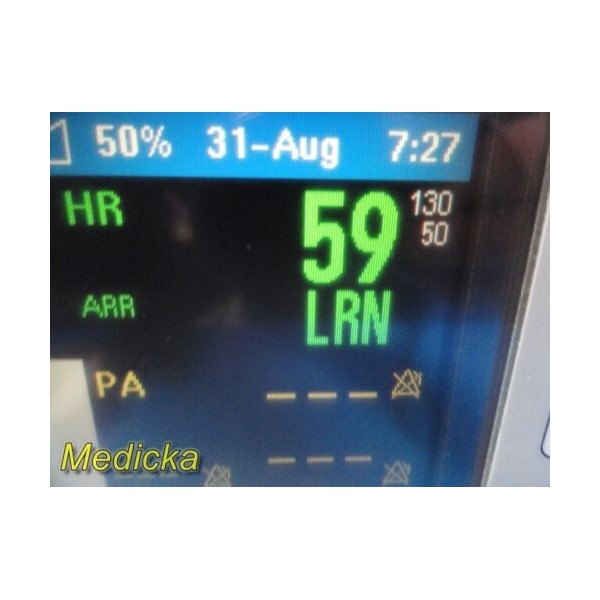 50% 31-Aug 7:27
HR 59 130
50
ARR LRN
PA - - -
- - -
Medicka